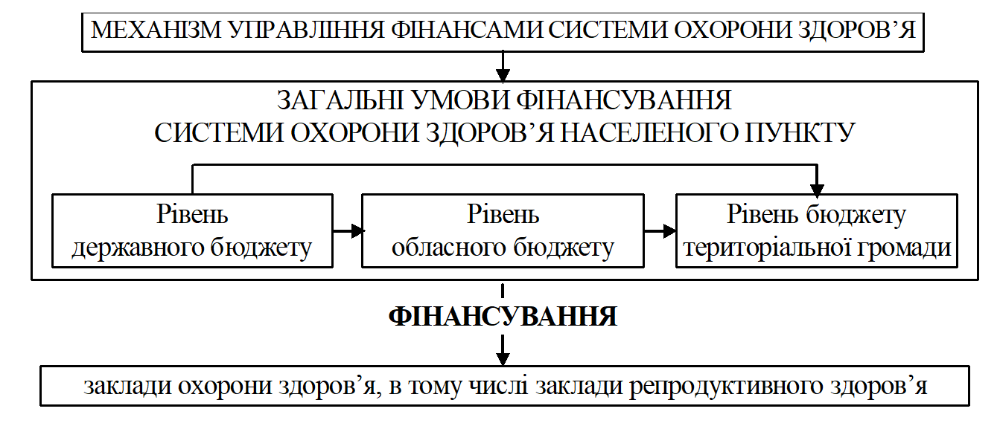 МЕХАНІЗМ УПРАВЛІННЯ ФІНАНСАМИ СИСТЕМИ ОХОРОНИ ЗДОРОВ’Я
ЗАГАЛЬНІ УМОВИ ФІНАНСУВАННЯ
СИСТЕМИ ОХОРОНИ ЗДОРОВ’Я НАСЕЛЕНОГО ПУНКТУ
Рівень
державного бюджету
Рівень
обласного бюджету
Рівень бюджету
територіальної громади
ФІНАНСУВАННЯ
заклади охорони здоров’я, в тому числі заклади репродуктивного здоров’я